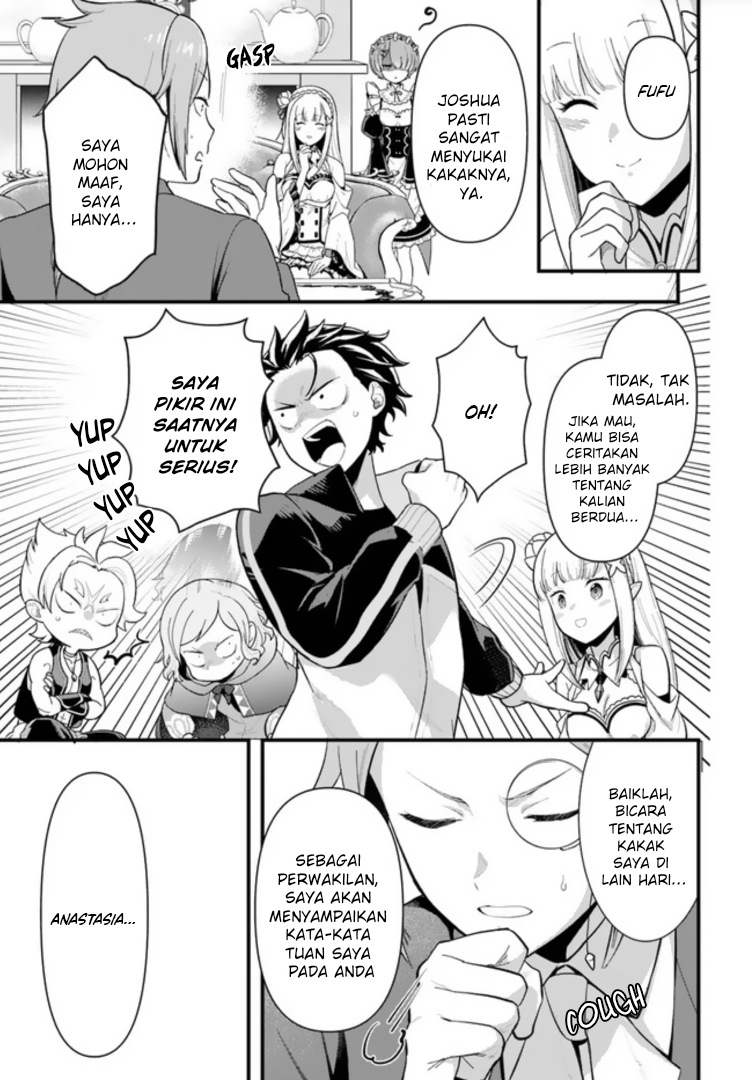 FUFU
JOSHUA
PASTI
SANGAT
MENYUKAI
KAKAKNYA,
YA.
GASP
SAYA
MOHON
MAAF,
SAYA
HANYA...
TIDAK, TAK
MASALAH.
JIKA MAU,
KAMU BISA
CERITAKAN
LEBIH BANYAK
TENTANG
KALIAN
BERDUA...
OH!
SAYA
PIKIR INI
SAATNYA
UNTUK
SERIUS!
YUP
YUP
YUP
YUP
BAIKLAH,
BICARA
TENTANG
KAKAK
SAYA DI
LAIN HARI...
COUGH
SEBAGAI
PERWAKILAN,
SAYA AKAN
MENYAMPAIKAN
KATA-KATA
TUAN SAYA
PADA ANDA
ANASTASIA...